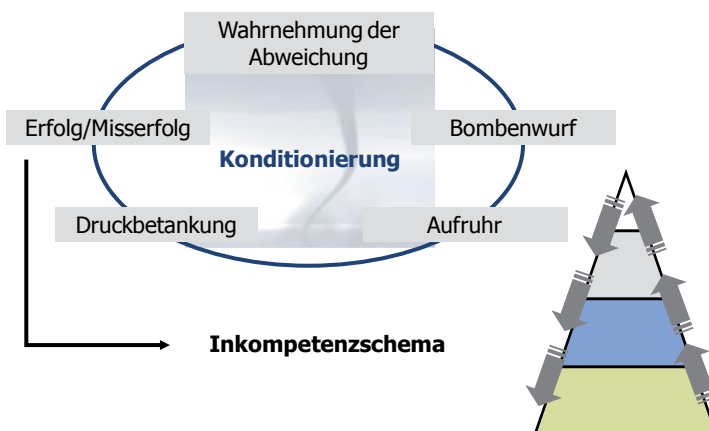 Wahrnehmung der
Abweichung
Erfolg/Misserfolg
Bombenwurf
Konditionierung
Druckbetankung
Aufruhr
Inkompetenzschema